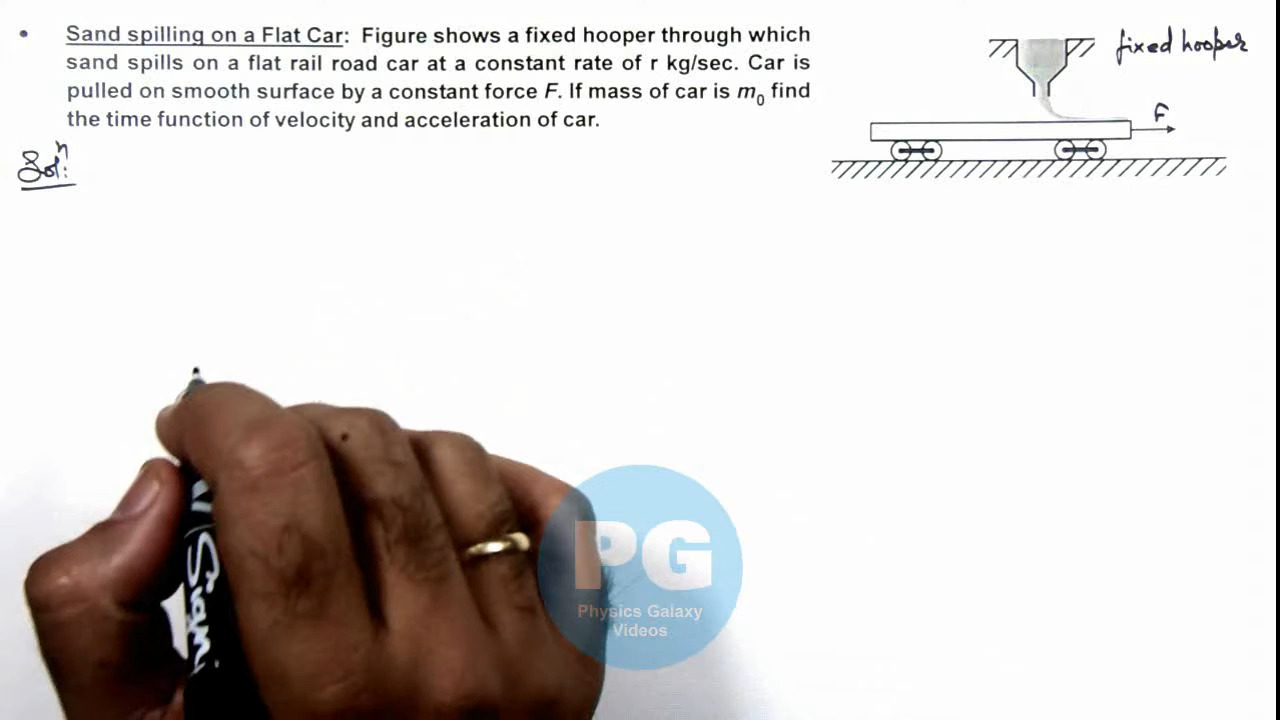 • Sand spilling on a Flat Car: Figure shows a fixed hooper through which
sand spills on a flat rail road car at a constant rate of r kg/sec. Car is
pulled on smooth surface by a constant force F. If mass of car is m₀ find
the time function of velocity and acceleration of car.
fixed hooper
F
Solⁿ:
PG
Physics Galaxy
Videos